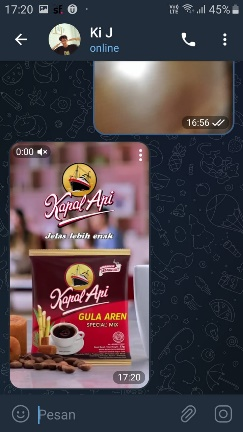 17:20
45%
Ki J
online
16:56
0:00
Kapal Api
Jelas lebih enak
Kapal Api
GULA AREN
SPECIAL MIX
17:20
Pesan